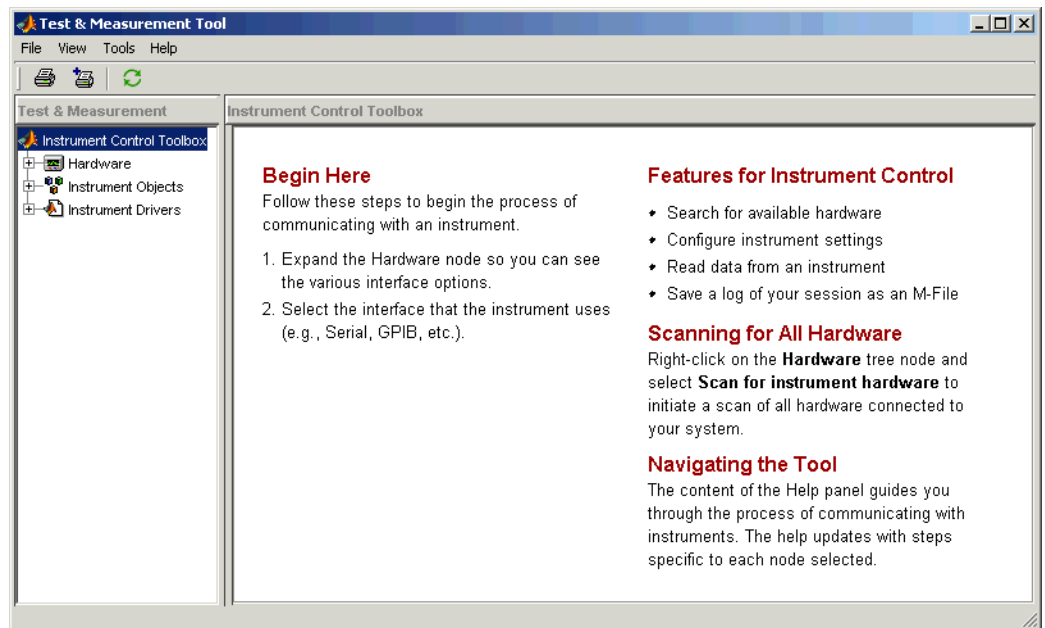 Test & Measurement Tool
File View Tools Help
Test & Measurement
Instrument Control Toolbox
Instrument Control Toolbox
Hardware
Instrument Objects
Instrument Drivers
Begin Here
Follow these steps to begin the process of
communicating with an instrument.
1. Expand the Hardware node so you can see
the various interface options.
2. Select the interface that the instrument uses
(e.g., Serial, GPIB, etc.).
Features for Instrument Control
• Search for available hardware
• Configure instrument settings
• Read data from an instrument
• Save a log of your session as an M-File
Scanning for All Hardware
Right-click on the Hardware tree node and
select Scan for instrument hardware to
initiate a scan of all hardware connected to
your system.
Navigating the Tool
The content of the Help panel guides you
through the process of communicating with
instruments. The help updates with steps
specific to each node selected.